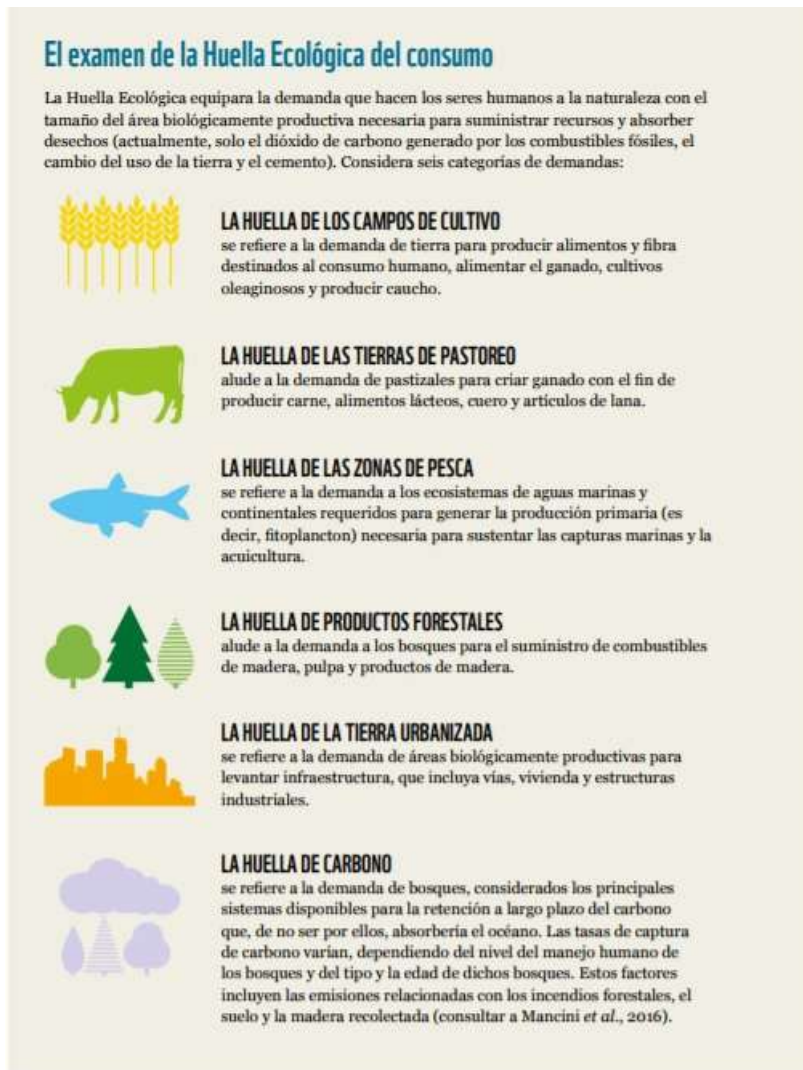 El examen de la Huella Ecológica del consumo
La Huella Ecológica equipara la demanda que hacen los seres humanos a la naturaleza con el
tamaño del área biológicamente productiva necesaria para suministrar recursos y absorber
desechos (actualmente, solo el dióxido de carbono generado por los combustibles fósiles, el
cambio del uso de la tierra y el cemento). Considera seis categorías de demandas:
LA HUELLA DE LOS CAMPOS DE CULTIVO
se refiere a la demanda de tierra para producir alimentos y fibra
destinados al consumo humano, alimentar el ganado, cultivos
oleaginosos y producir caucho.
LA HUELLA DE LAS TIERRAS DE PASTOREO
alude a la demanda de pastizales para criar ganado con el fin de
producir carne, alimentos lácteos, cuero y artículos de lana.
LA HUELLA DE LAS ZONAS DE PESCA
se refiere a la demanda a los ecosistemas de aguas marinas y
continentales requeridos para generar la producción primaria (es
decir, fitoplancton) necesaria para sustentar las capturas marinas y la
acuicultura.
LA HUELLA DE PRODUCTOS FORESTALES
alude a la demanda a los bosques para el suministro de combustibles
de madera, pulpa y productos de madera.
LA HUELLA DE LA TIERRA URBANIZADA
se refiere a la demanda de áreas biológicamente productivas para
levantar infraestructura, que incluya vías, vivienda y estructuras
industriales.
LA HUELLA DE CARBONO
se refiere a la demanda de bosques, considerados los principales
sistemas disponibles para la retención a largo plazo del carbono
que, de no ser por ellos, absorbería el océano. Las tasas de captura
de carbono varían, dependiendo del nivel del manejo humano de
los bosques y del tipo y la edad de dichos bosques. Estos factores
incluyen las emisiones relacionadas con los incendios forestales, el
suelo y la madera recolectada (consultar a Mancini et al., 2016).